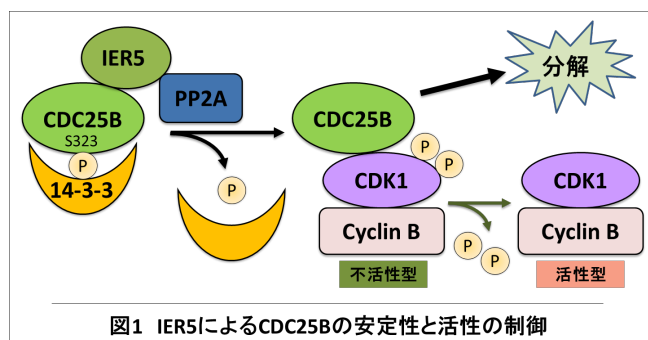 IER5
PP2A
CDC25B
S323
P
14-3-3
P
CDC25B
分解
P
P
CDK1
Cyclin B
不活性型
P
P
CDK1
Cyclin B
活性型
図1 IER5によるCDC25Bの安定性と活性の制御